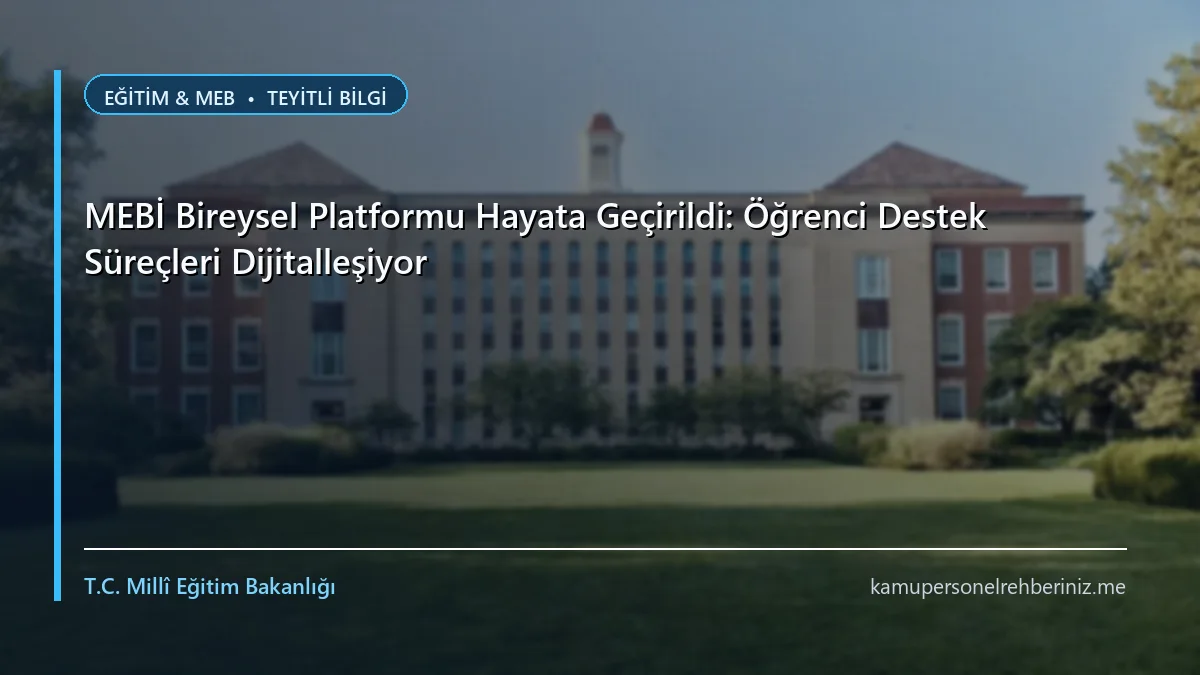 EĞİTİM & MEB • TEYİTLİ BİLGİ
MEBİ Bireysel Platformu Hayata Geçirildi: Öğrenci Destek
Süreçleri Dijitalleşiyor
T.C. Millî Eğitim Bakanlığı
kamupersonelrehberiniz.me